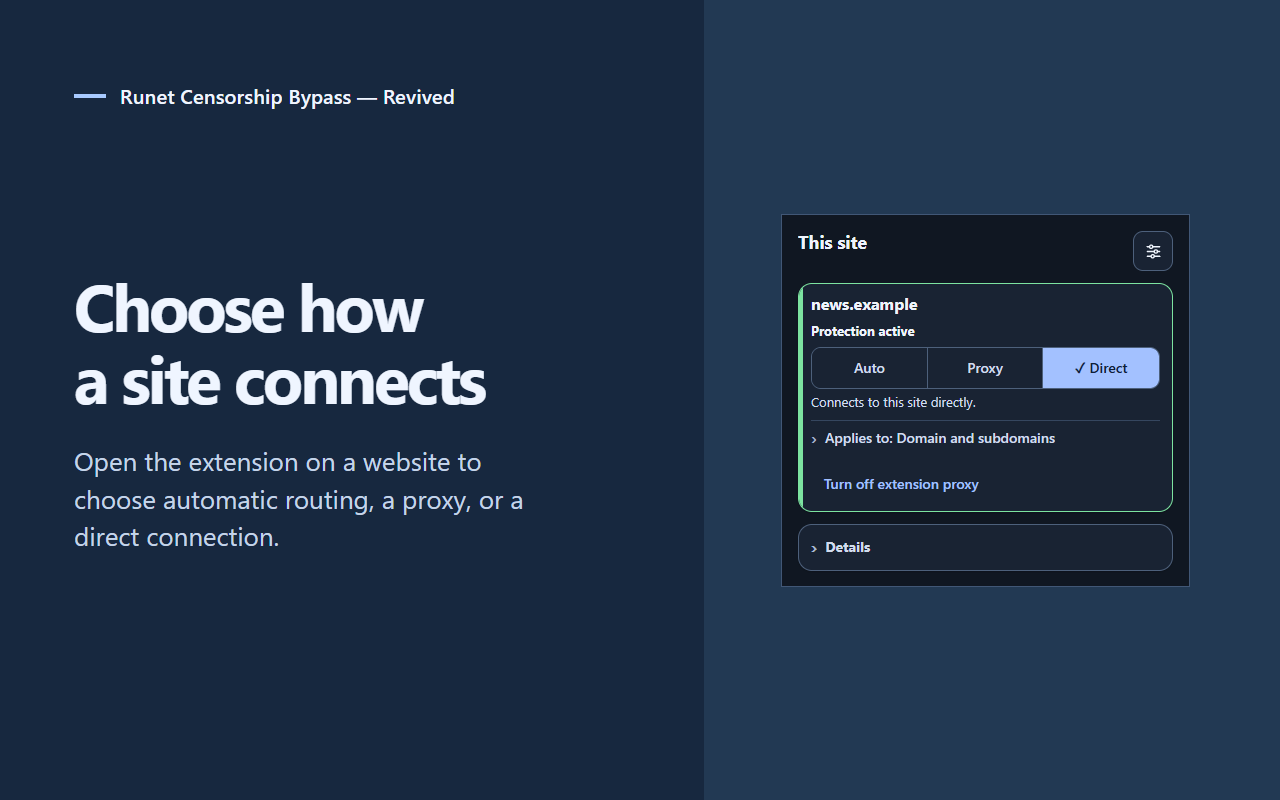 Runet Censorship Bypass — Revived
Choose how
a site connects
Open the extension on a website to
choose automatic routing, a proxy, or a
direct connection.
This site
news.example
Protection active
Auto
Proxy
✓ Direct
Connects to this site directly.
› Applies to: Domain and subdomains
Turn off extension proxy
› Details